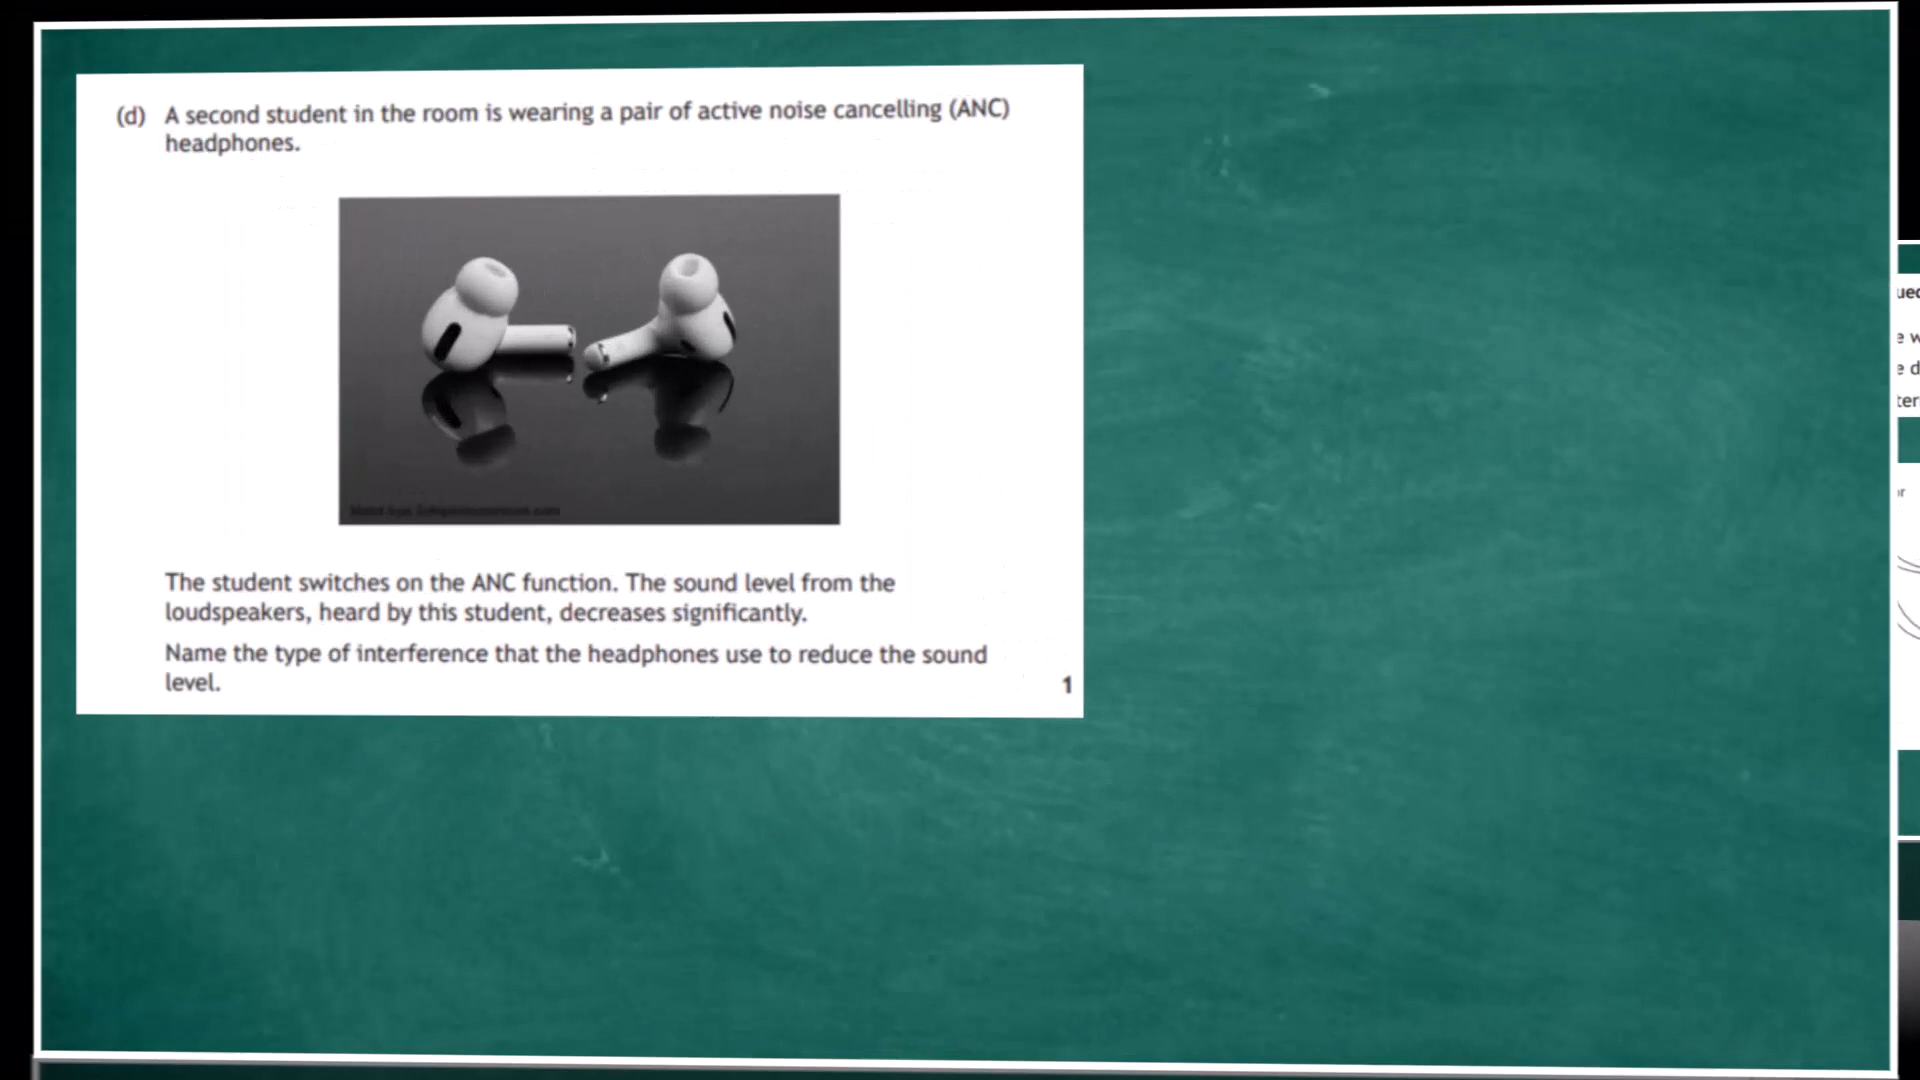 (d) A second student in the room is wearing a pair of active noise cancelling (ANC)
headphones.
The student switches on the ANC function. The sound level from the
loudspeakers, heard by this student, decreases significantly.
Name the type of interference that the headphones use to reduce the sound
level.
1